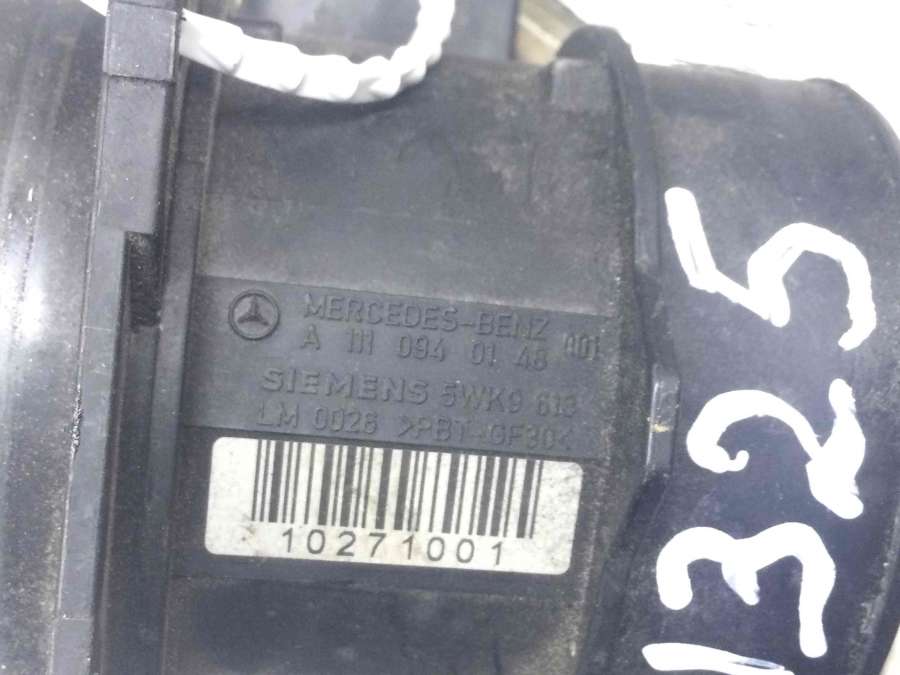 MERCEDES-BENZ
A 111 094 01 48 001
SIEMENS 5WK9 613
LM 0026 >PBT-GF30<
10271001
1325